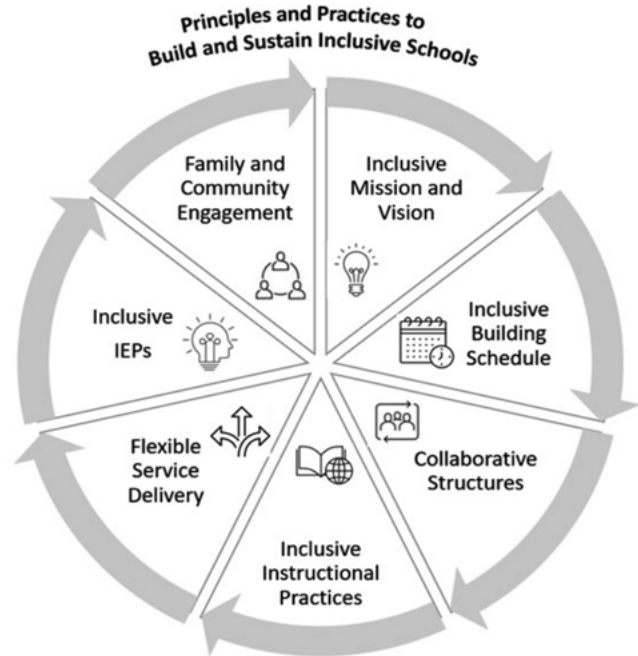 Principles and Practices to
Build and Sustain Inclusive Schools
Family and
Community
Engagement
Inclusive
Mission and
Vision
Inclusive
Building
Schedule
Collaborative
Structures
Inclusive
Instructional
Practices
Flexible
Service
Delivery
Inclusive
IEPs